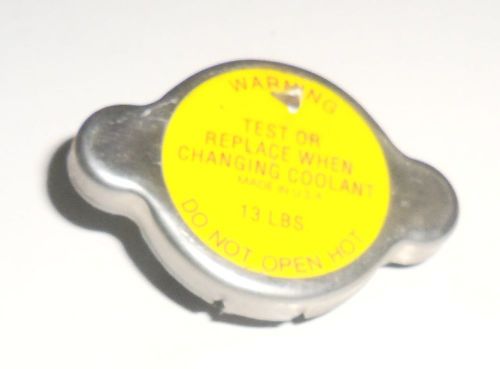 WARNING
TEST OR
REPLACE WHEN
CHANGING COOLANT
MADE IN U.S.A.
13 LBS.
DO NOT OPEN HOT